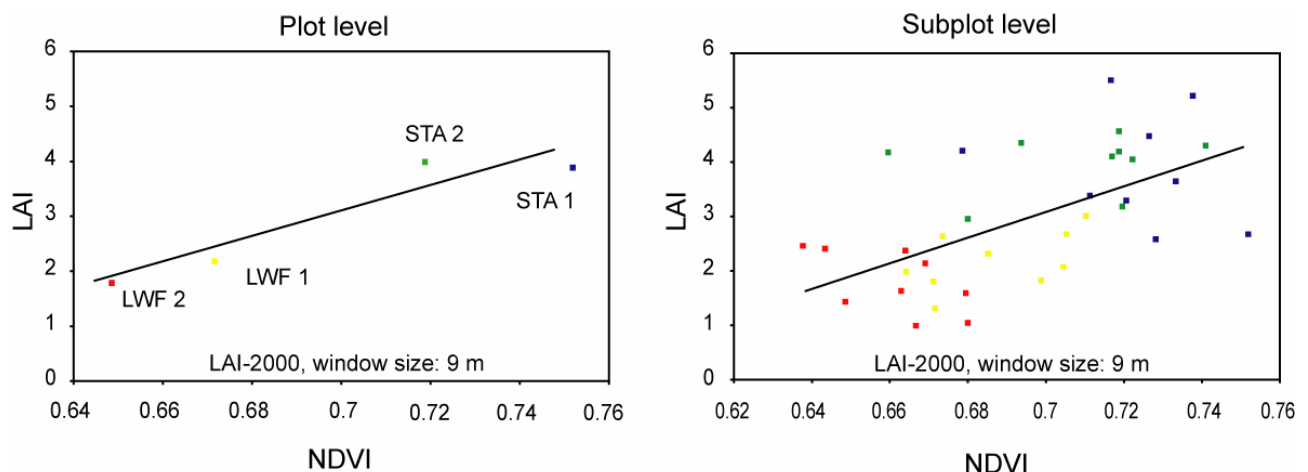 Plot level
6
5
4
3
2
1
0
LAI
STA 2
STA 1
LWF 1
LWF 2
LAI-2000, window size: 9 m
0.64 0.66 0.68 0.7 0.72 0.74 0.76
NDVI
Subplot level
6
5
4
3
2
1
0
LAI
LAI-2000, window size: 9 m
0.62 0.64 0.66 0.68 0.7 0.72 0.74 0.76
NDVI